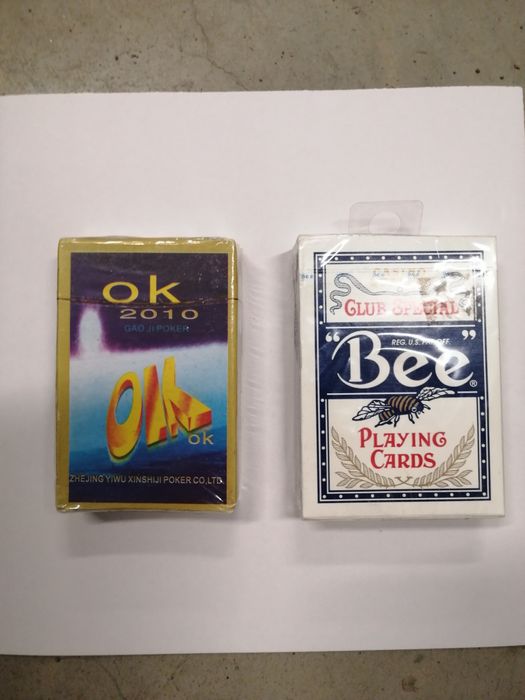 ok
2010
GAO JI POKER
OK
ok
ZHEJING YIWU XINSHIJI POKER CO.LTD.
CASINO
CLUB SPECIAL
REG. U.S. PAT. OFF.
"Bee"®
PLAYING
CARDS